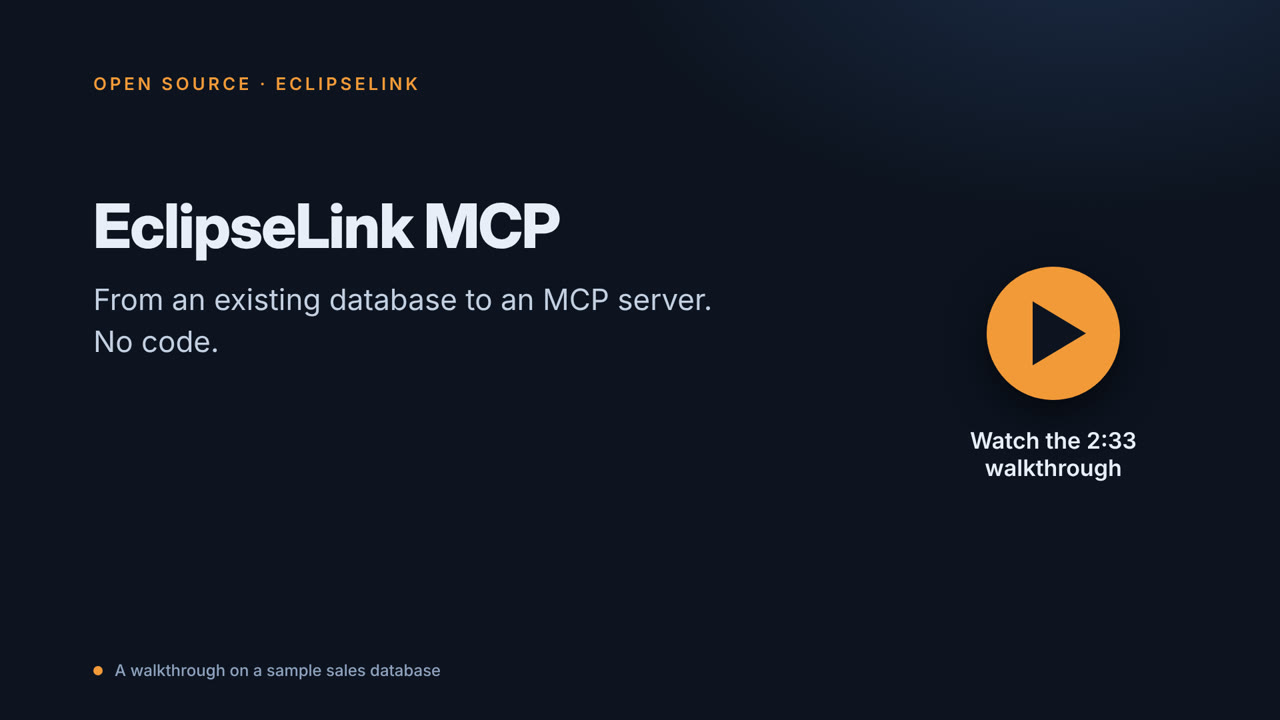 OPEN SOURCE · ECLIPSELINK
EclipseLink MCP
From an existing database to an MCP server.
No code.
Watch the 2:33
walkthrough
A walkthrough on a sample sales database